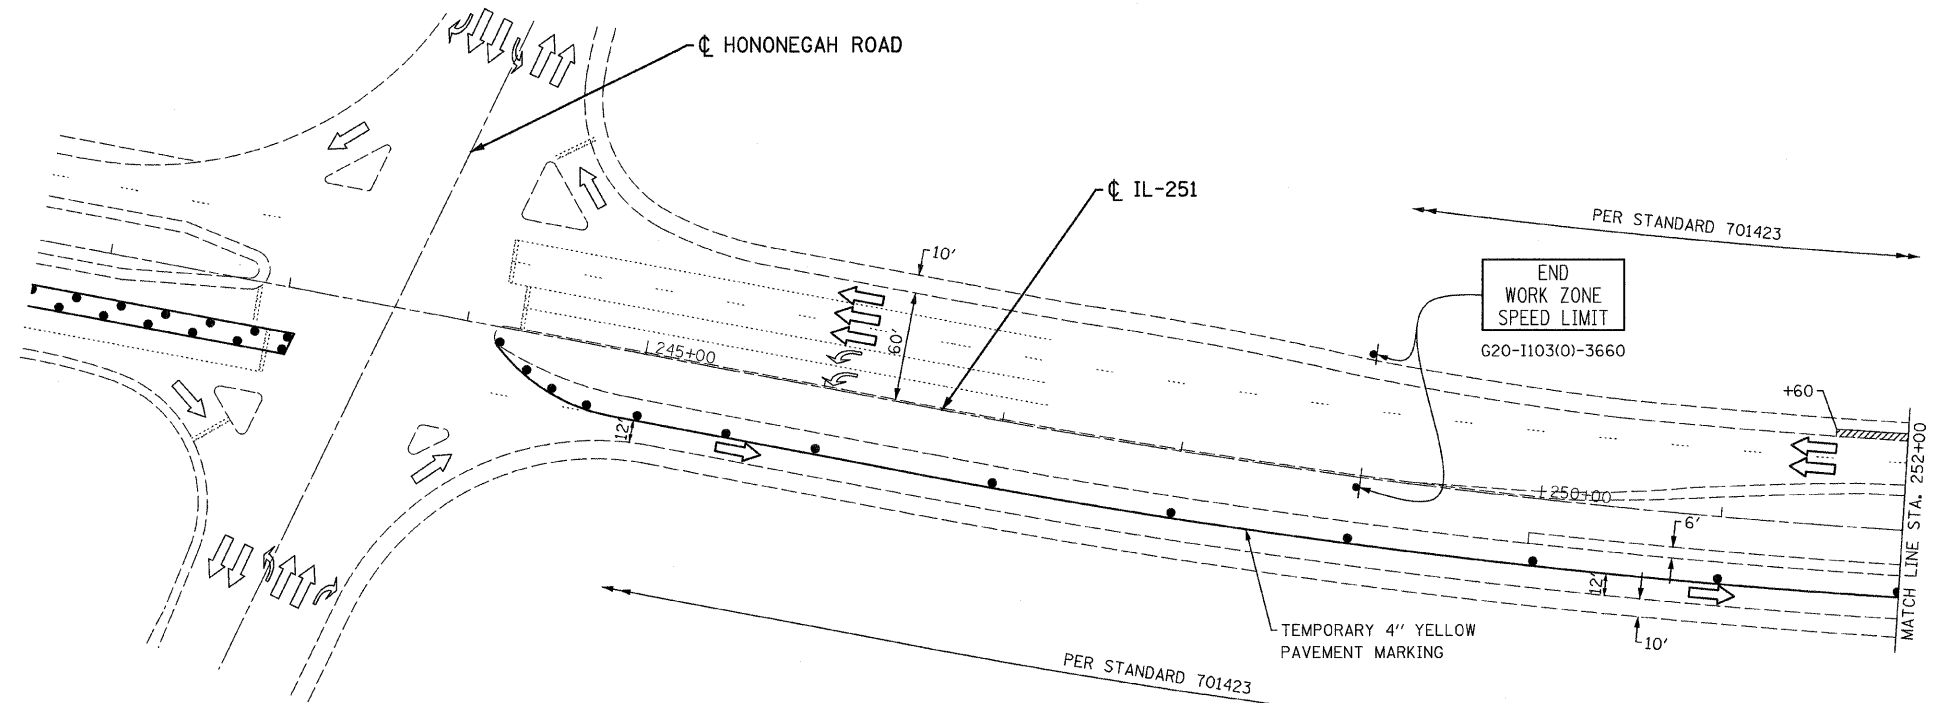 ℄ HONONEGAH ROAD
℄ IL-251
PER STANDARD 701423
10'
END
WORK ZONE
SPEED LIMIT
G20-I103(O)-3660
60'
245+00
+60
250+00
12'
6'
12'
10'
MATCH LINE STA. 252+00
TEMPORARY 4" YELLOW
PAVEMENT MARKING
PER STANDARD 701423